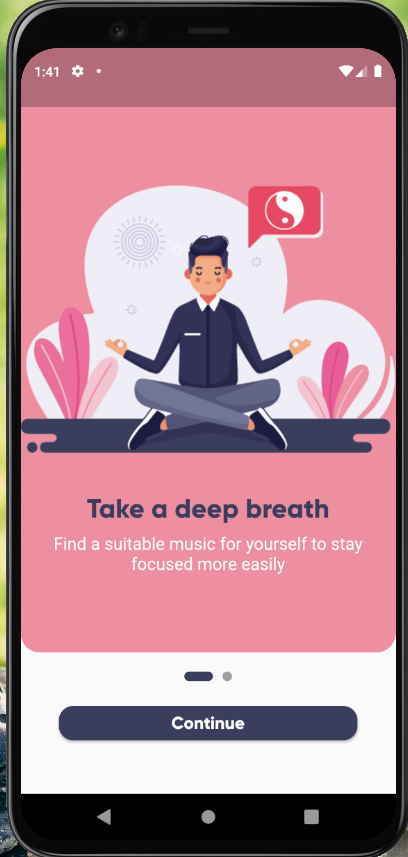 1:41
Take a deep breath
Find a suitable music for yourself to stay
focused more easily
Continue